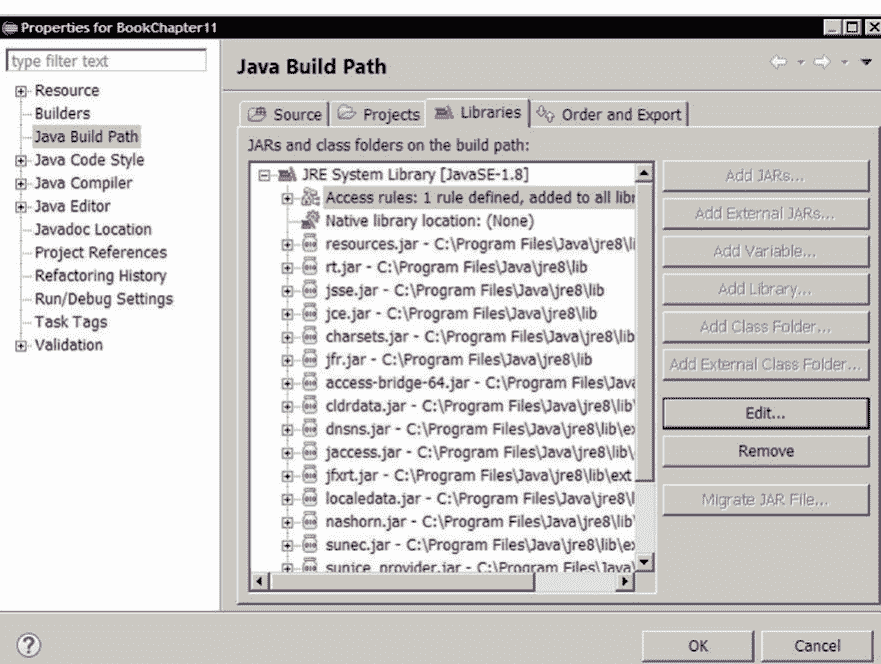 Properties for BookChapter11
type filter text
Resource
Builders
Java Build Path
Java Code Style
Java Compiler
Java Editor
Javadoc Location
Project References
Refactoring History
Run/Debug Settings
Task Tags
Validation
Java Build Path
Source Projects Libraries Order and Export
JARs and class folders on the build path:
JRE System Library [JavaSE-1.8]
Access rules: 1 rule defined, added to all libr
Native library location: (None)
resources.jar - C:\Program Files\Java\jre8\li
rt.jar - C:\Program Files\Java\jre8\lib
jsse.jar - C:\Program Files\Java\jre8\lib
jce.jar - C:\Program Files\Java\jre8\lib
charsets.jar - C:\Program Files\Java\jre8\lib
jfr.jar - C:\Program Files\Java\jre8\lib
access-bridge-64.jar - C:\Program Files\Java
cldrdata.jar - C:\Program Files\Java\jre8\lib\
dnsns.jar - C:\Program Files\Java\jre8\lib\e
jaccess.jar - C:\Program Files\Java\jre8\lib\
jfxrt.jar - C:\Program Files\Java\jre8\lib\ext
localedata.jar - C:\Program Files\Java\jre8\l
nashorn.jar - C:\Program Files\Java\jre8\lib\
sunec.jar - C:\Program Files\Java\jre8\lib\ex
sunjce_provider.jar - C:\Program Files\Java\
Add JARs...
Add External JARs...
Add Variable...
Add Library...
Add Class Folder...
Add External Class Folder...
Edit...
Remove
Migrate JAR File...
OK
Cancel